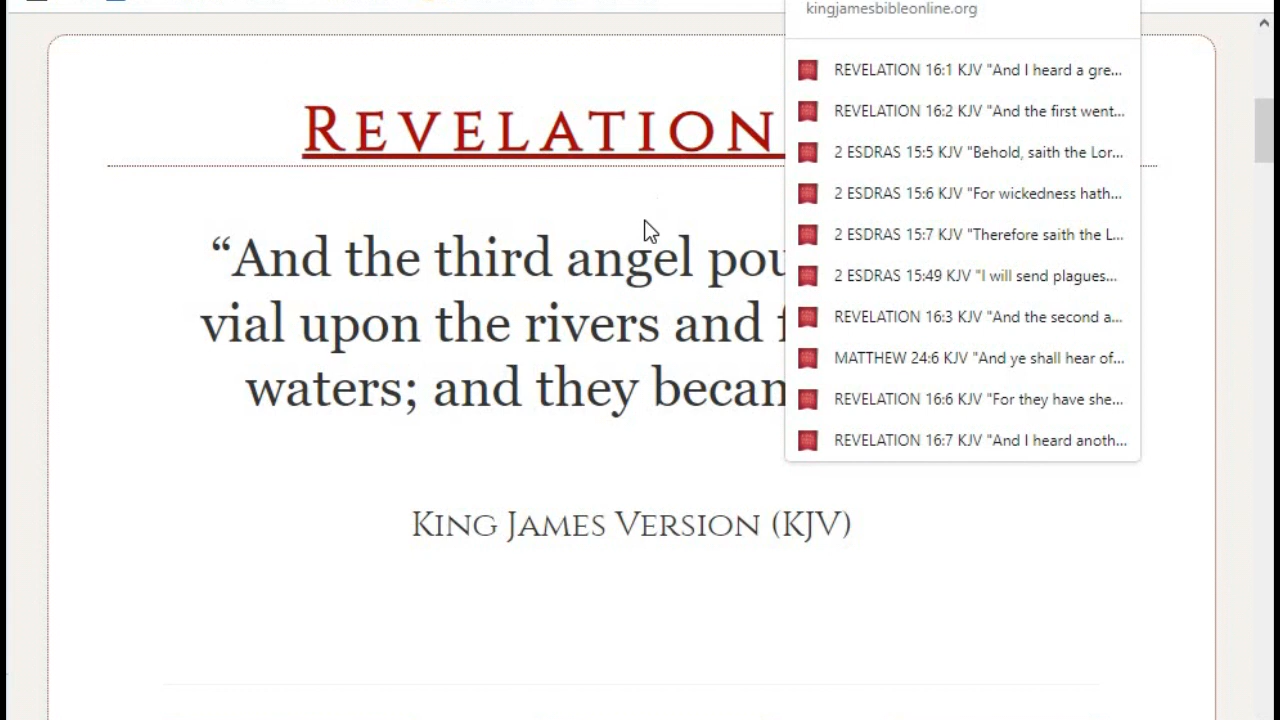 kingjamesbibleonline.org
REVELATION 16:1 KJV "And I heard a gre...
REVELATION 16:2 KJV "And the first went...
2 ESDRAS 15:5 KJV "Behold, saith the Lor...
2 ESDRAS 15:6 KJV "For wickedness hath...
2 ESDRAS 15:7 KJV "Therefore saith the L...
2 ESDRAS 15:49 KJV "I will send plagues...
REVELATION 16:3 KJV "And the second a...
MATTHEW 24:6 KJV "And ye shall hear of...
REVELATION 16:6 KJV "For they have she...
REVELATION 16:7 KJV "And I heard anoth...
REVELATION
“And the third angel pou
vial upon the rivers and
waters; and they becan
KING JAMES VERSION (KJV)